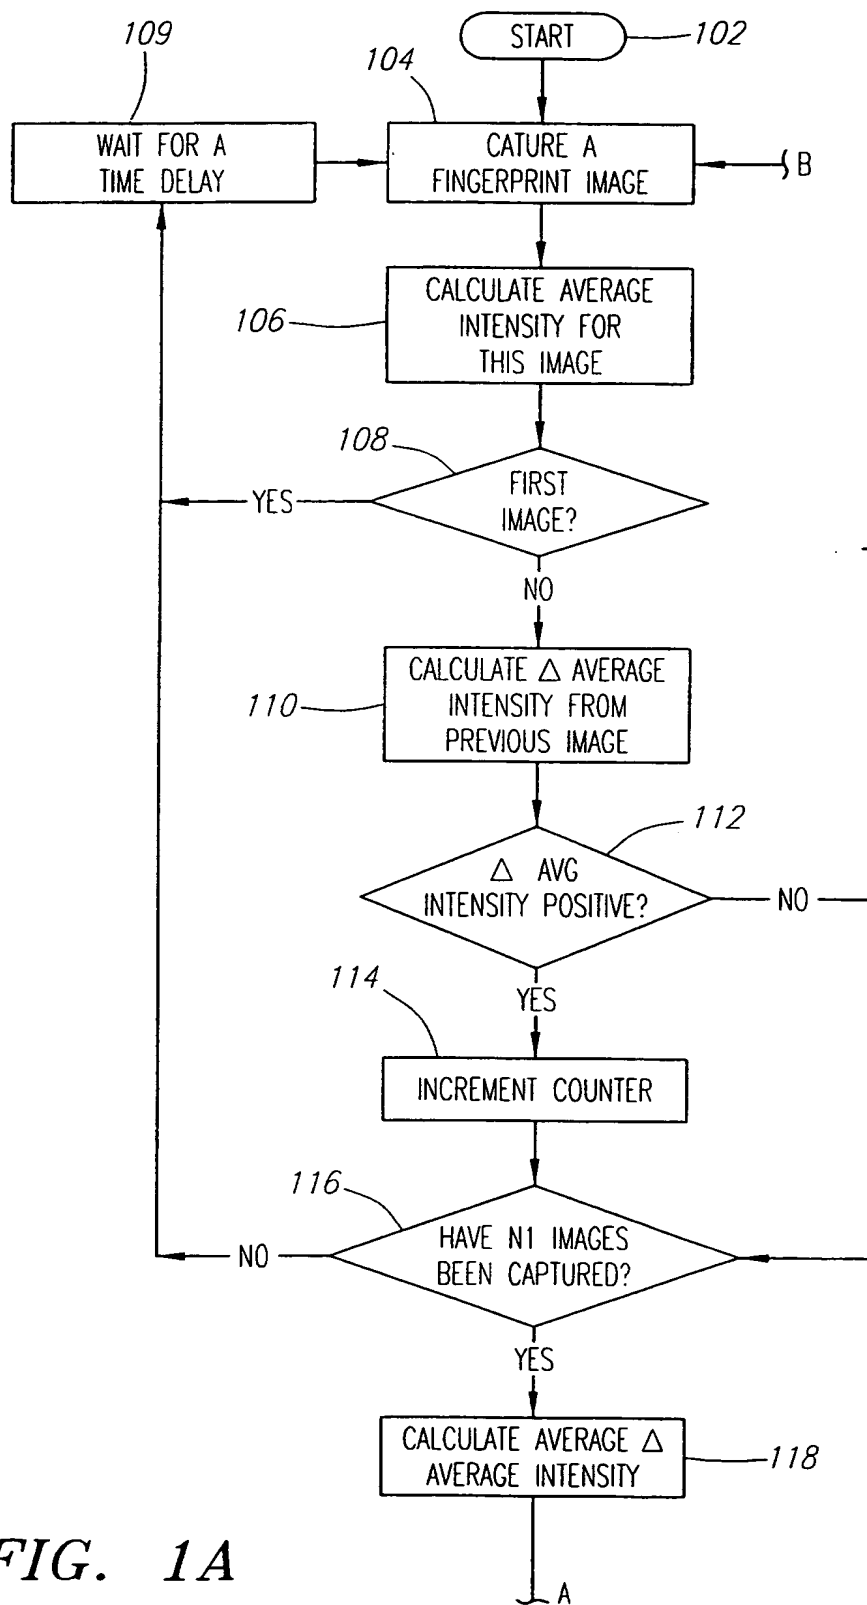 109
START
102
104
WAIT FOR A
TIME DELAY
CATURE A
FINGERPRINT IMAGE
B
CALCULATE AVERAGE
INTENSITY FOR
THIS IMAGE
106
108
FIRST
IMAGE?
YES
NO
CALCULATE △ AVERAGE
INTENSITY FROM
PREVIOUS IMAGE
110
112
△ AVG
INTENSITY POSITIVE?
NO
YES
114
INCREMENT COUNTER
116
HAVE N1 IMAGES
BEEN CAPTURED?
NO
YES
CALCULATE AVERAGE △
AVERAGE INTENSITY
118
A
FIG. 1A